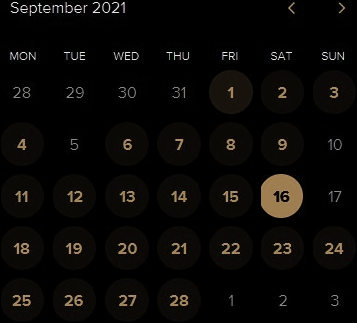 September 2021
MON TUE WED THU FRI SAT SUN
28 29 30 31 1 2 3
4 5 6 7 8 9 10
11 12 13 14 15 16 17
18 19 20 21 22 23 24
25 26 27 28 1 2 3